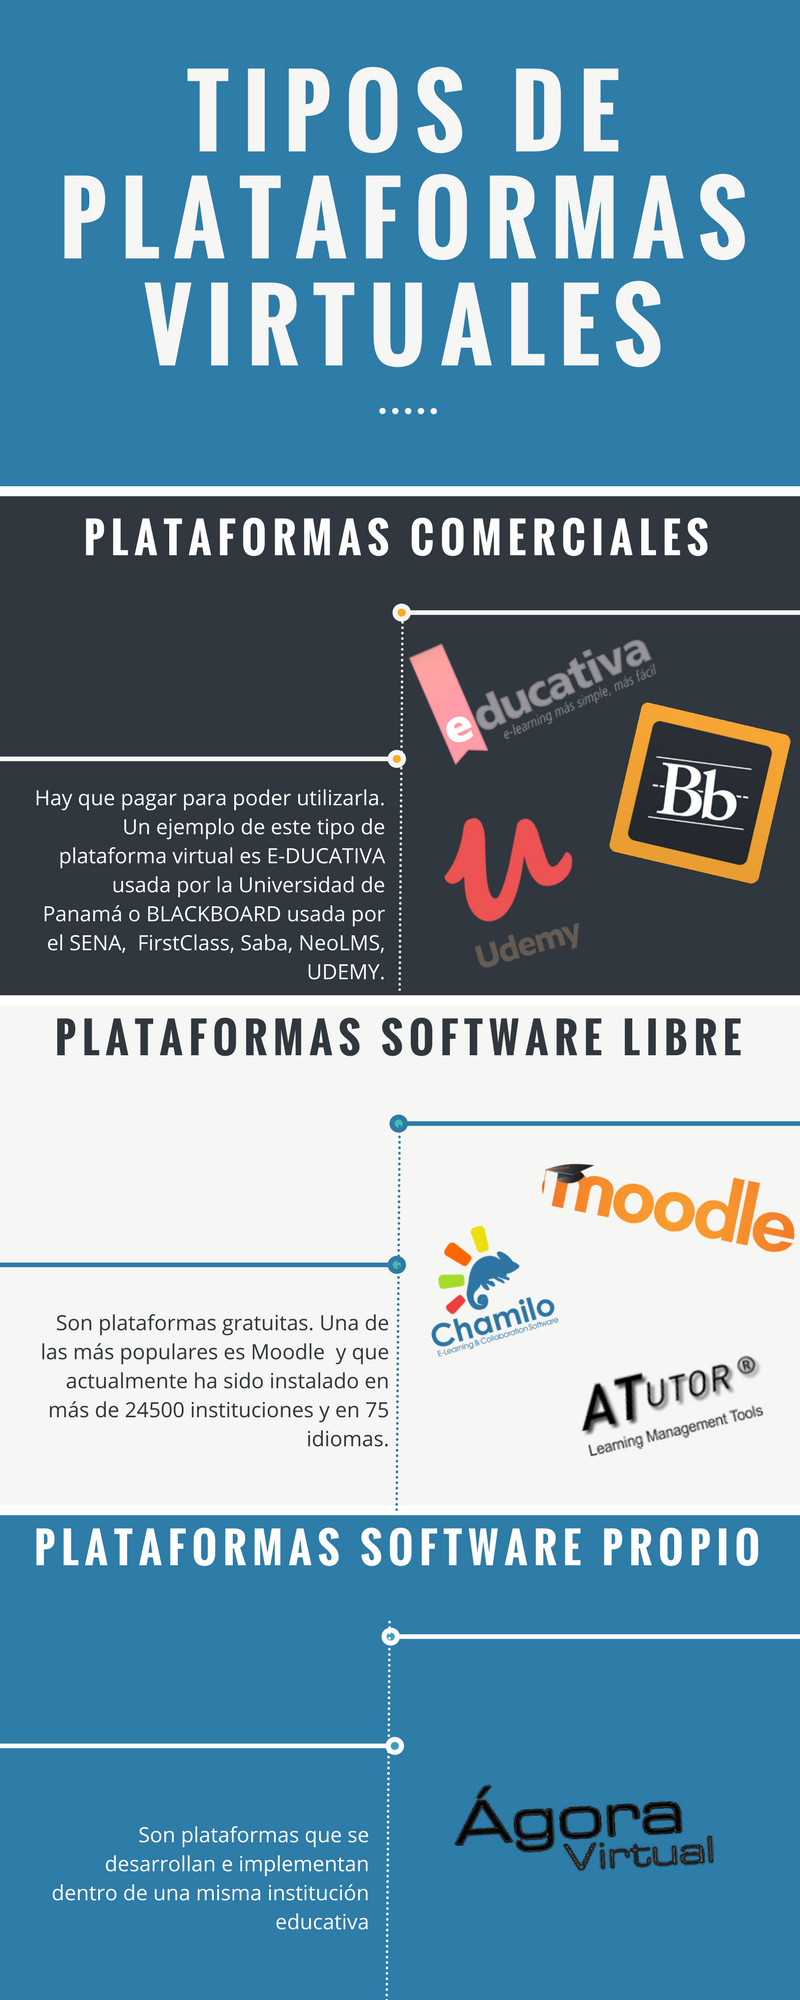 TIPOS DE
PLATAFORMAS
VIRTUALES
PLATAFORMAS COMERCIALES
educativa
e-learning más simple, más fácil
Bb
Hay que pagar para poder utilizarla.
Un ejemplo de este tipo de
plataforma virtual es E-DUCATIVA
usada por la Universidad de
Panamá o BLACKBOARD usada por
el SENA,  FirstClass, Saba, NeoLMS,
UDEMY.
Udemy
PLATAFORMAS SOFTWARE LIBRE
moodle
Chamilo
E-Learning & Collaboration Software
Son plataformas gratuitas. Una de
las más populares es Moodle  y que
actualmente ha sido instalado en
más de 24500 instituciones y en 75
idiomas.
ATUTOR®
Learning Management Tools
PLATAFORMAS SOFTWARE PROPIO
Ágora
Virtual
Son plataformas que se
desarrollan e implementan
dentro de una misma institución
educativa